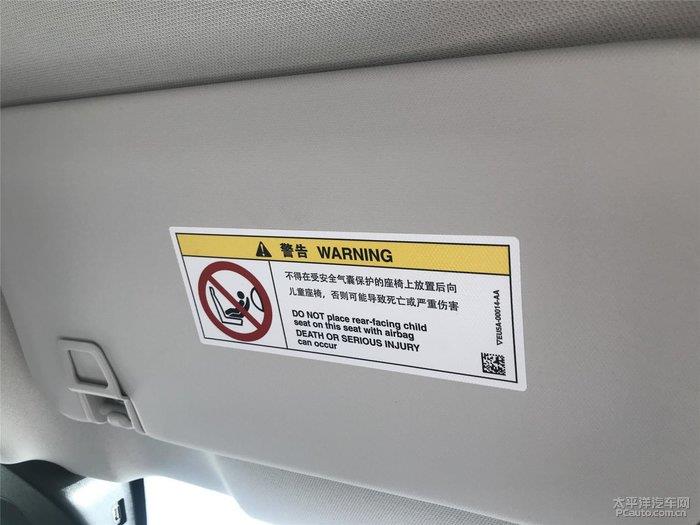 警告 WARNING
不得在受安全气囊保护的座椅上放置后向
儿童座椅，否则可能导致死亡或严重伤害
DO NOT place rear-facing child
seat on this seat with airbag
DEATH OR SERIOUS INJURY
can occur
▽EU5A-00014-AA
太平洋汽车网
PCauto.com.cn